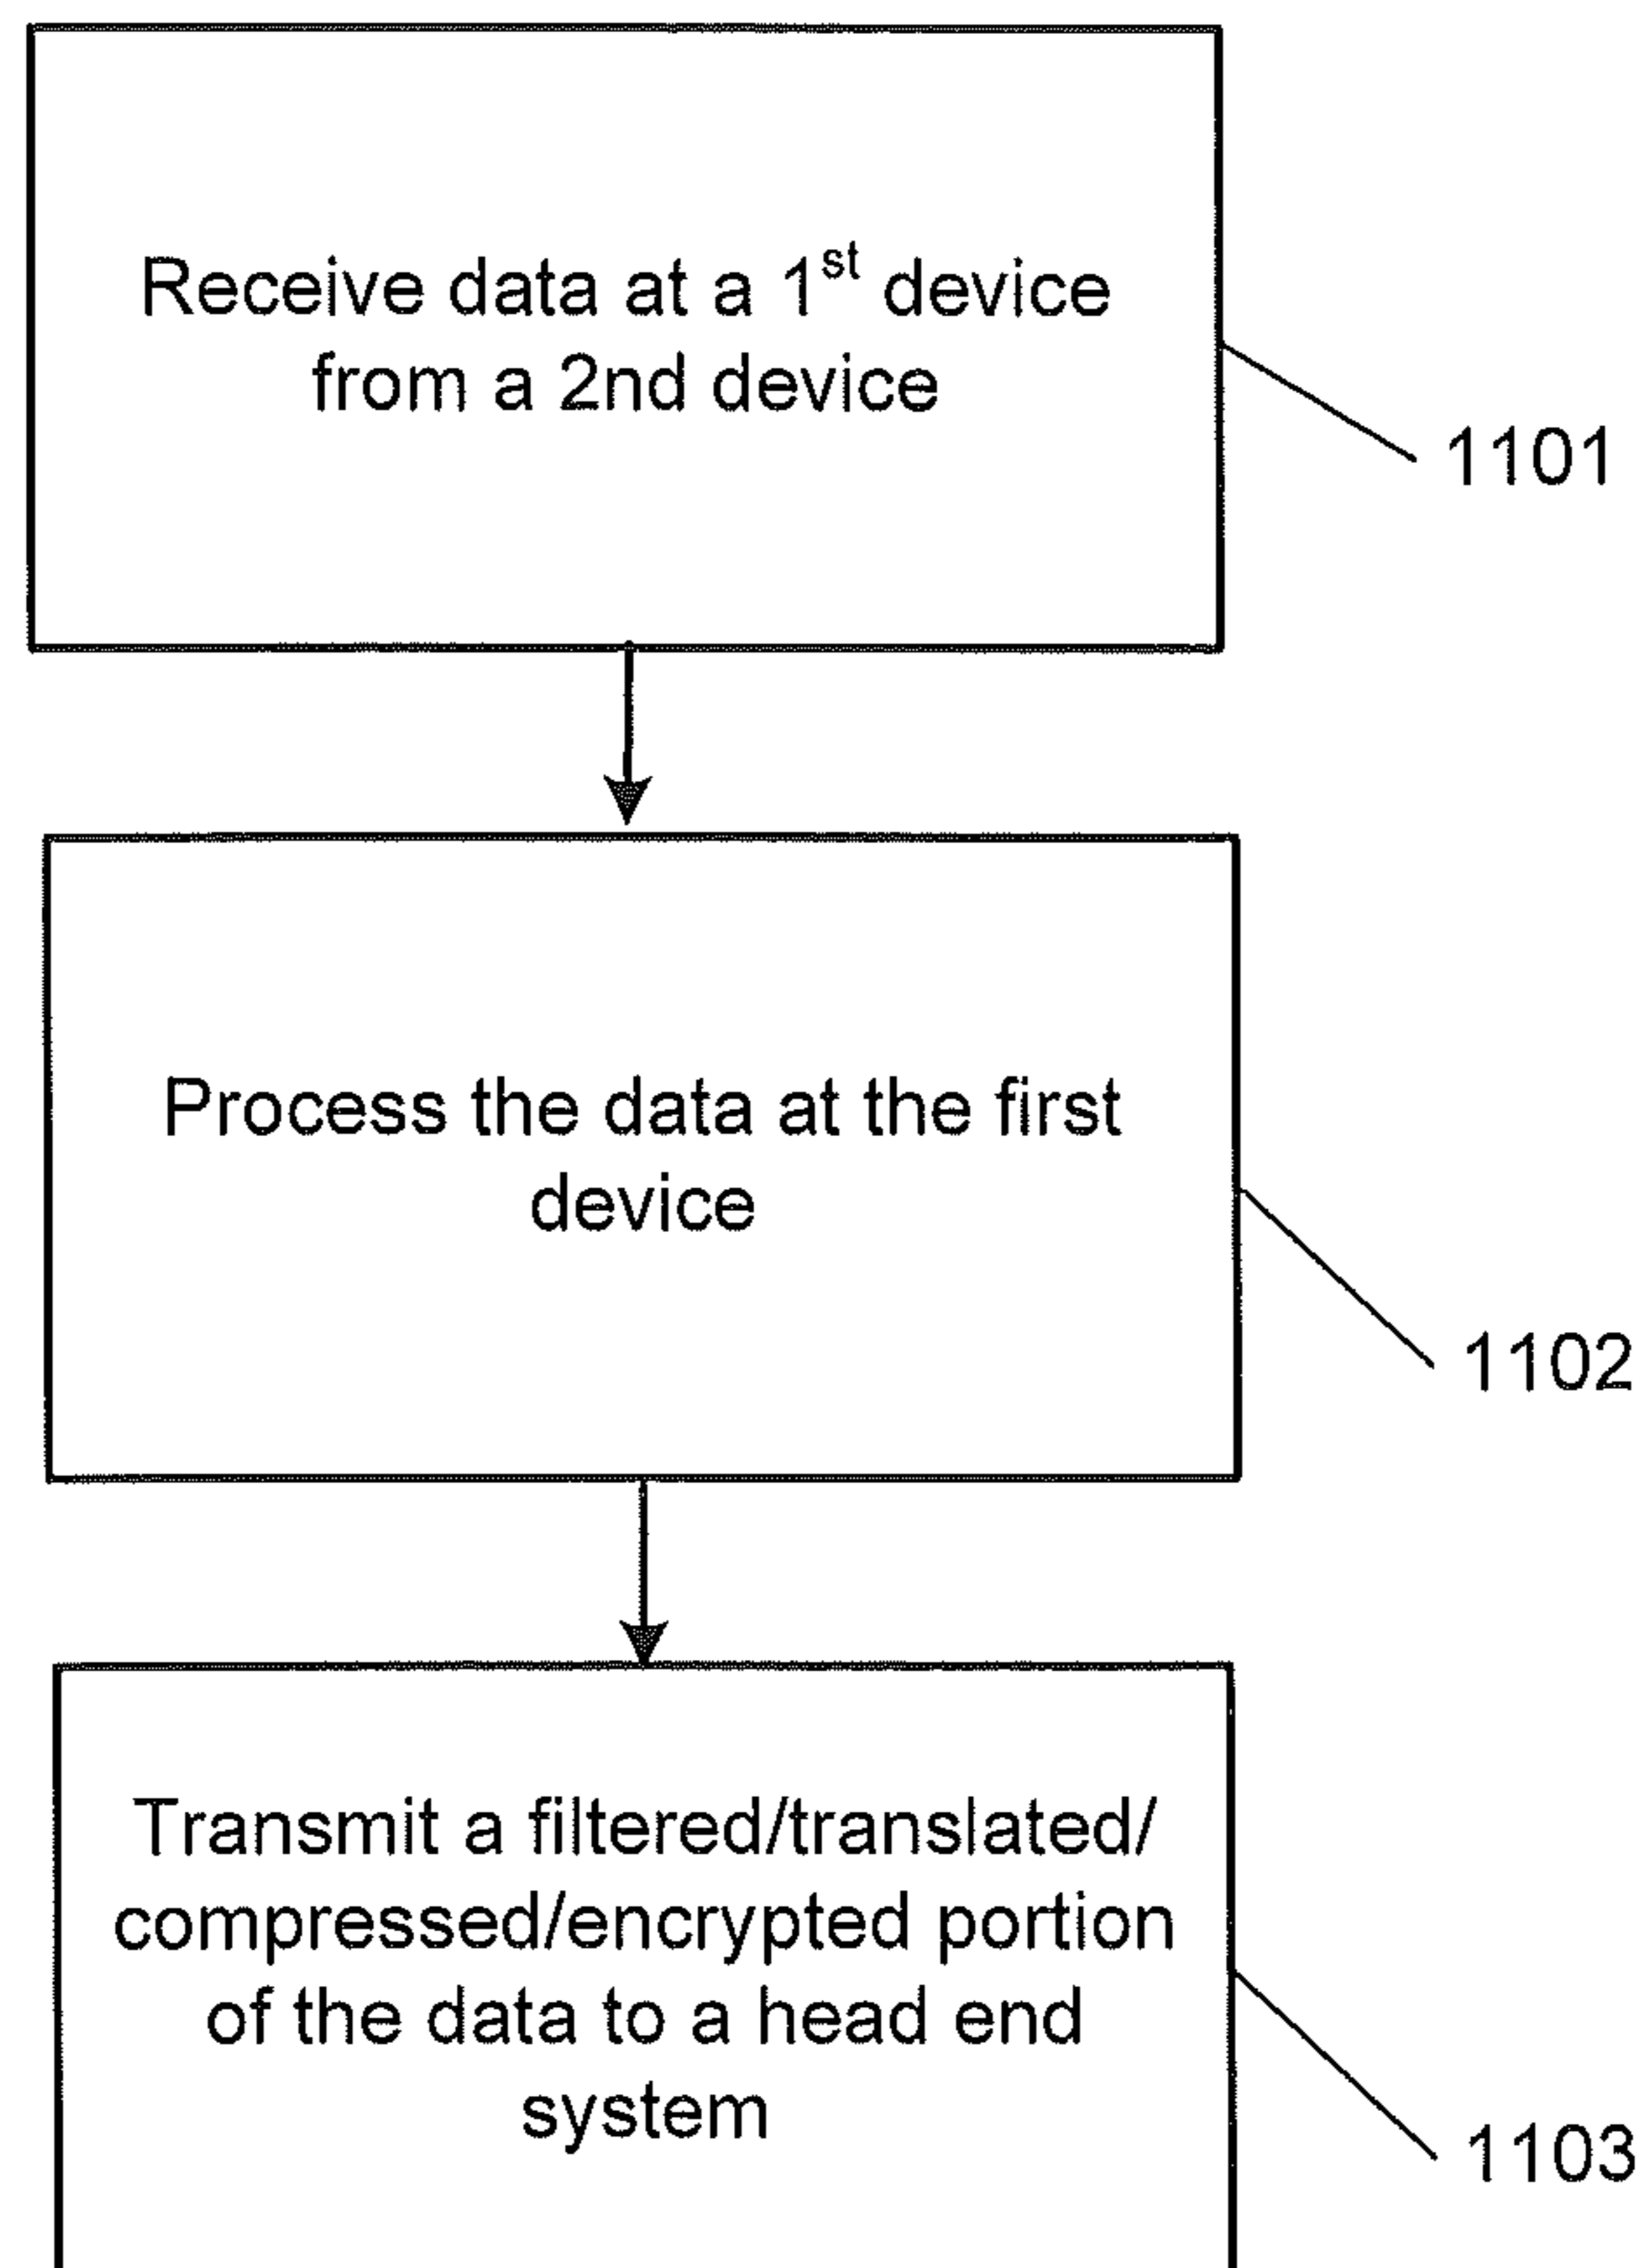 Receive data at a 1st device
from a 2nd device
1101
Process the data at the first
device
1102
Transmit a filtered/translated/
compressed/encrypted portion
of the data to a head end
system
1103